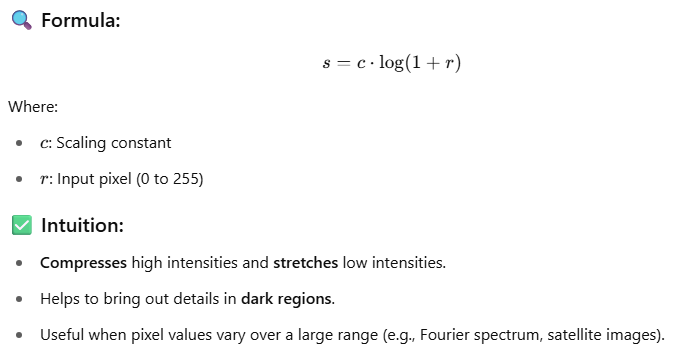 🔍 Formula:
s = c · log(1 + r)
Where:
• c: Scaling constant
• r: Input pixel (0 to 255)
✅ Intuition:
• Compresses high intensities and stretches low intensities.
• Helps to bring out details in dark regions.
• Useful when pixel values vary over a large range (e.g., Fourier spectrum, satellite images).